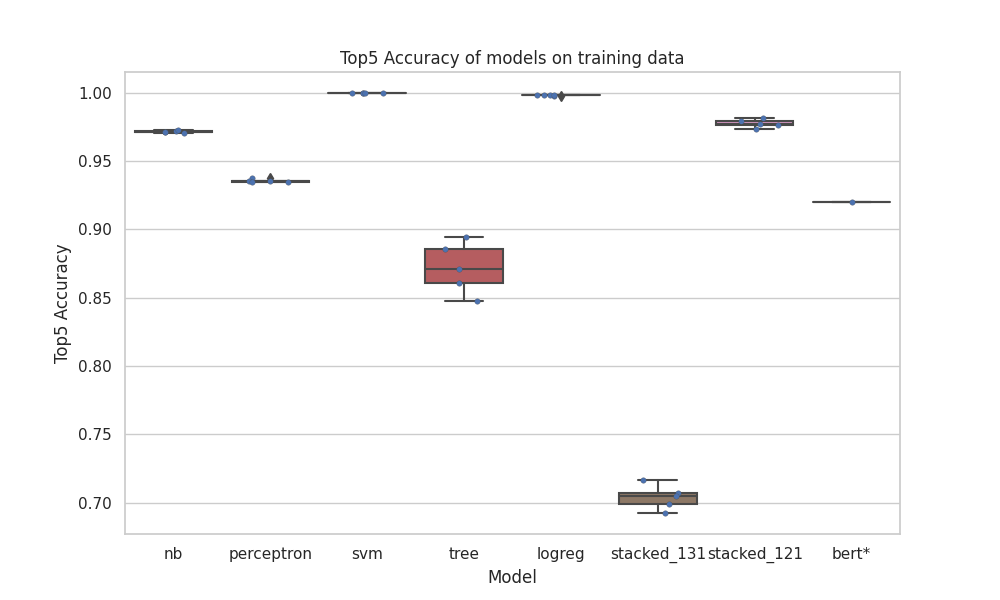 Top5 Accuracy of models on training data
Top5 Accuracy
1.00
0.95
0.90
0.85
0.80
0.75
0.70
nb perceptron svm tree logreg stacked_131 stacked_121 bert*
Model